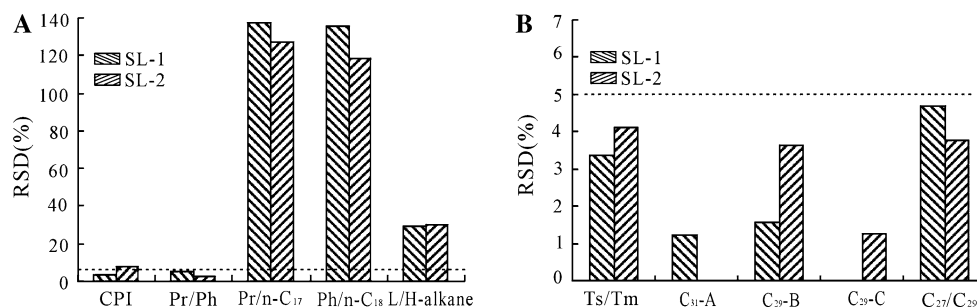 A
RSD(%)
140
120
100
80
60
40
20
0
SL-1
SL-2
CPI Pr/Ph Pr/n-C₁₇ Ph/n-C₁₈ L/H-alkane
B
RSD(%)
7
6
5
4
3
2
1
0
SL-1
SL-2
Ts/Tm C₃₁-A C₂₉-B C₂₉-C C₂₇/C₂₉